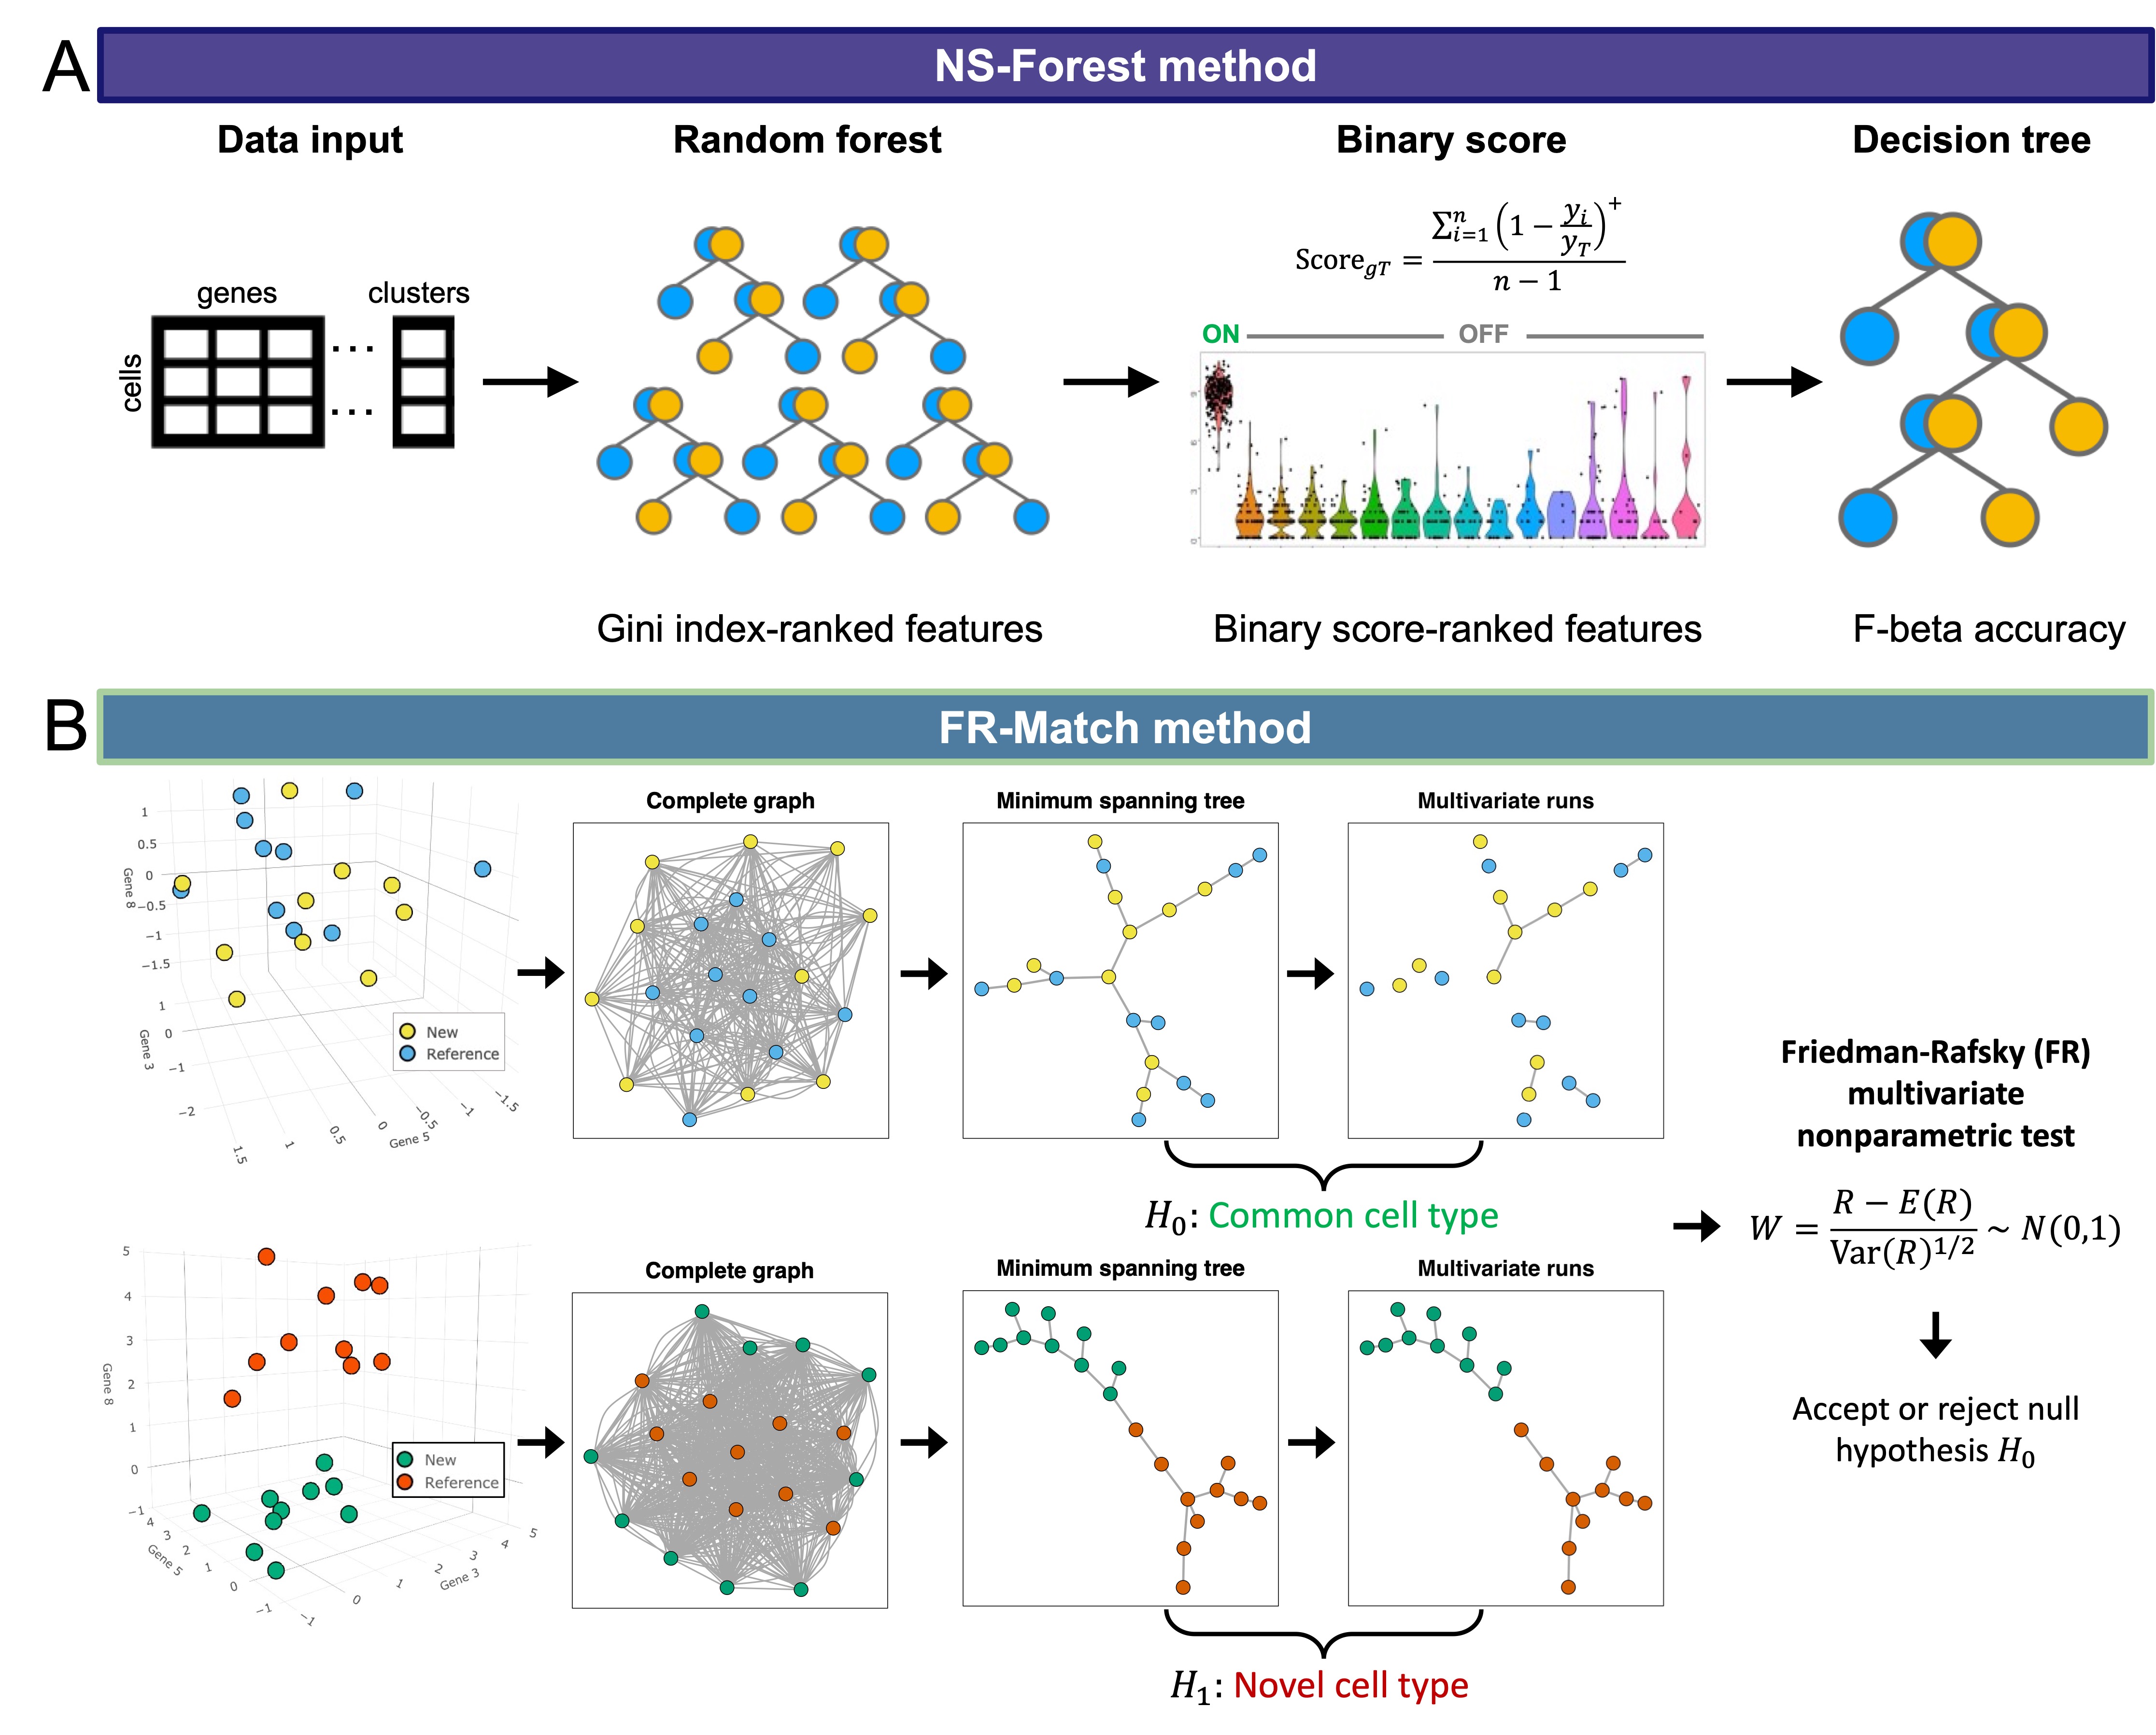 A
NS-Forest method
Data input
Random forest
Binary score
Decision tree
genes
clusters
cells
...
...
Score_{gT} = \frac{\sum_{i=1}^{n} \left(1 - \frac{y_i}{y_T}\right)^+}{n - 1}
ON
OFF
Gini index-ranked features
Binary score-ranked features
F-beta accuracy
B
FR-Match method
1
0.5
0
−0.5
−1
−1.5
Gene 8
1
0
−1
−2
Gene 3
1.5
1
0.5
0
−0.5
−1
−1.5
Gene 5
New
Reference
Complete graph
Minimum spanning tree
Multivariate runs
H_0: Common cell type
5
4
3
2
1
0
−1
Gene 8
4
3
2
1
0
−1
Gene 5
−1
0
1
2
3
4
5
Gene 3
New
Reference
Complete graph
Minimum spanning tree
Multivariate runs
H_1: Novel cell type
Friedman-Rafsky (FR)
multivariate
nonparametric test
W = \frac{R - E(R)}{Var(R)^{1/2}} ~ N(0,1)
Accept or reject null
hypothesis H_0